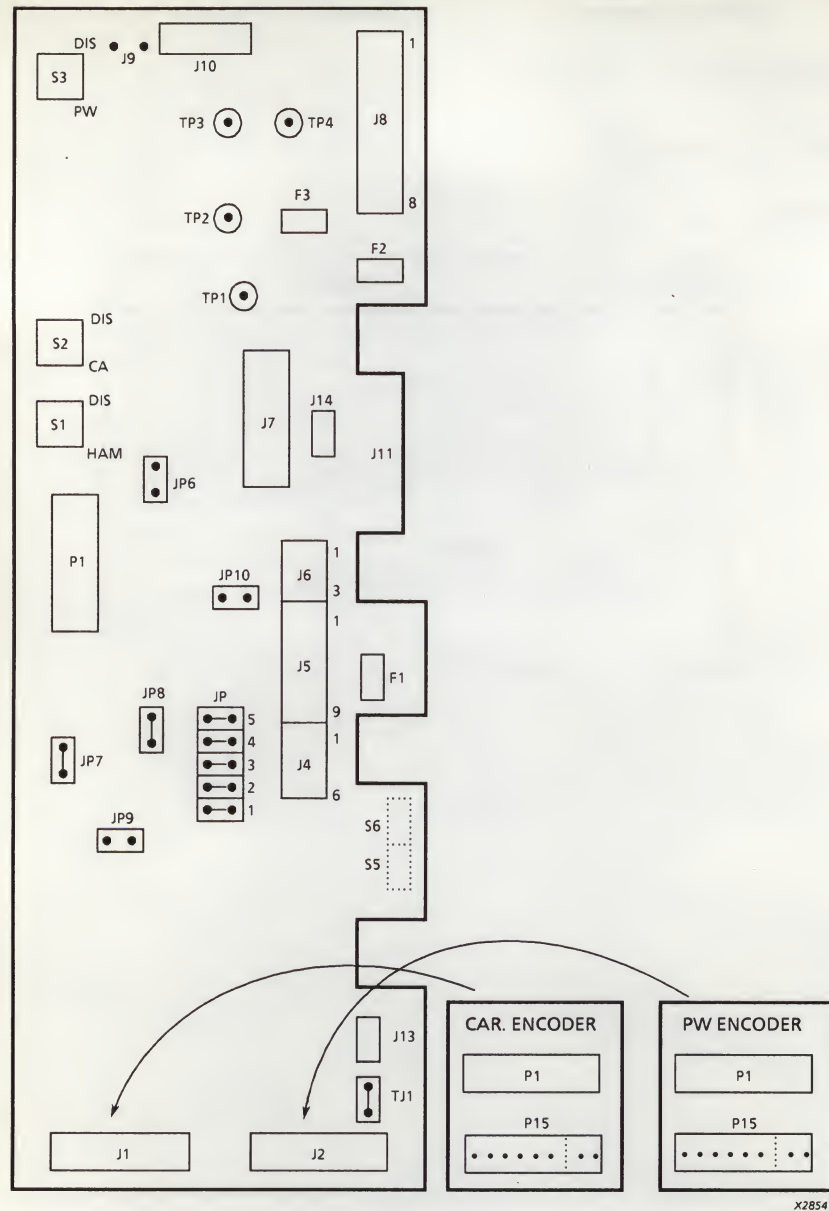 DIS
J9
J10
1
S3
PW
TP3
TP4
J8
F3
8
TP2
F2
TP1
DIS
S2
CA
DIS
S1
HAM
J14
J7
J11
JP6
P1
JP10
J6
1
3
1
J5
F1
9
JP8
JP
5
4
3
2
1
JP7
1
J4
6
JP9
S6
S5
CAR. ENCODER
PW ENCODER
J13
P1
P1
TJ1
P15
P15
J1
J2
X2854